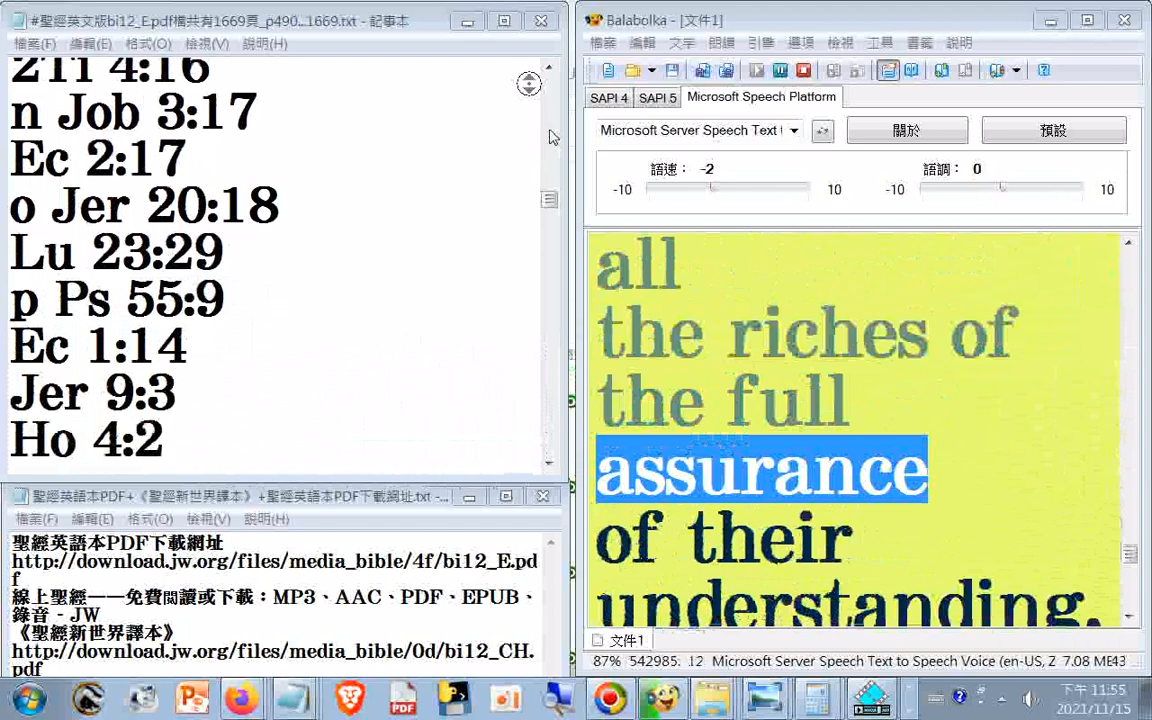 #聖經英文版bi12_E.pdf檔共有1669頁_p490...1669.txt - 記事本
檔案(F) 編輯(E) 格式(O) 檢視(V) 說明(H)
n Job 3:17
Ec 2:17
o Jer 20:18
Lu 23:29
p Ps 55:9
Ec 1:14
Jer 9:3
Ho 4:2
聖經英語本PDF+《聖經新世界譯本》+聖經英語本PDF下載網址.txt -...
檔案(F) 編輯(E) 格式(O) 檢視(V) 說明(H)
聖經英語本PDF下載網址
http://download.jw.org/files/media_bible/4f/bi12_E.pd
f
線上聖經──免費閱讀或下載：MP3、AAC、PDF、EPUB、
錄音 - JW
《聖經新世界譯本》
http://download.jw.org/files/media_bible/0d/bi12_CH.
pdf
Balabolka - [文件1]
檔案 編輯 文字 朗讀 引擎 選項 檢視 工具 書籤 說明
SAPI 4 SAPI 5 Microsoft Speech Platform
Microsoft Server Speech Text
關於 預設
語速： -2 語調： 0
-10 10 -10 10
all
the riches of
the full
assurance
of their
understanding,
文件1
87% 542985: 12 Microsoft Server Speech Text to Speech Voice (en-US, Z 7.08 ME43
下午 11:55
2021/11/15